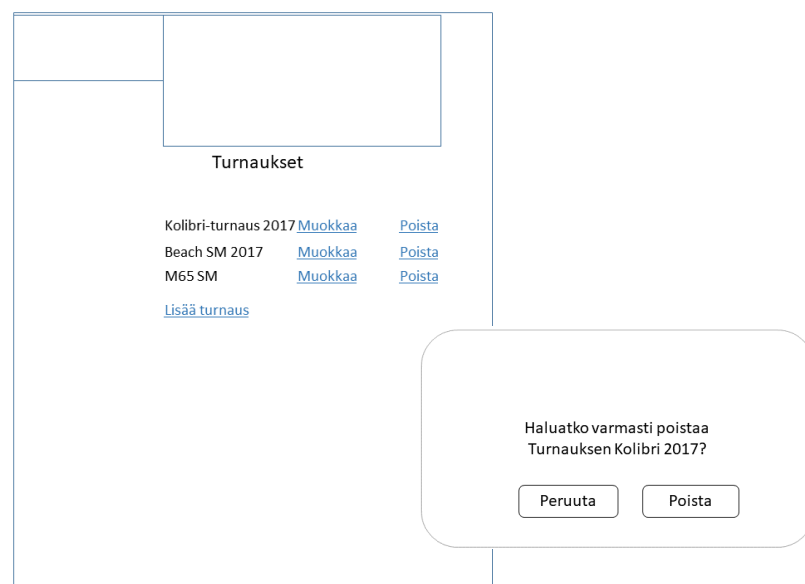 Turnaukset
Kolibri-turnaus 2017 Muokkaa Poista
Beach SM 2017 Muokkaa Poista
M65 SM Muokkaa Poista
Lisää turnaus
Haluatko varmasti poistaa
Turnauksen Kolibri 2017?
Peruuta Poista